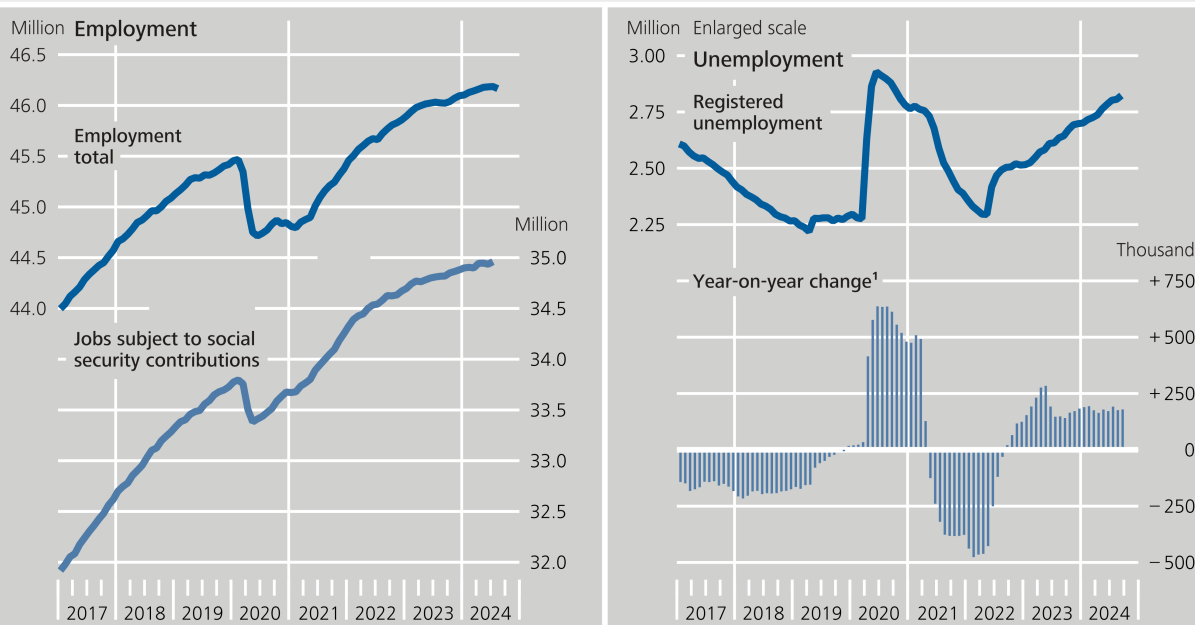 Million Employment
46.5
46.0
Employment
total
45.5
45.0
Million
44.5
35.0
44.0
34.5
Jobs subject to social
security contributions
34.0
33.5
33.0
32.5
32.0
2017 2018 2019 2020 2021 2022 2023 2024
Million Enlarged scale
3.00
Unemployment
Registered
unemployment
2.75
2.50
2.25
Thousand
Year-on-year change¹
+ 750
+ 500
+ 250
0
− 250
− 500
2017 2018 2019 2020 2021 2022 2023 2024